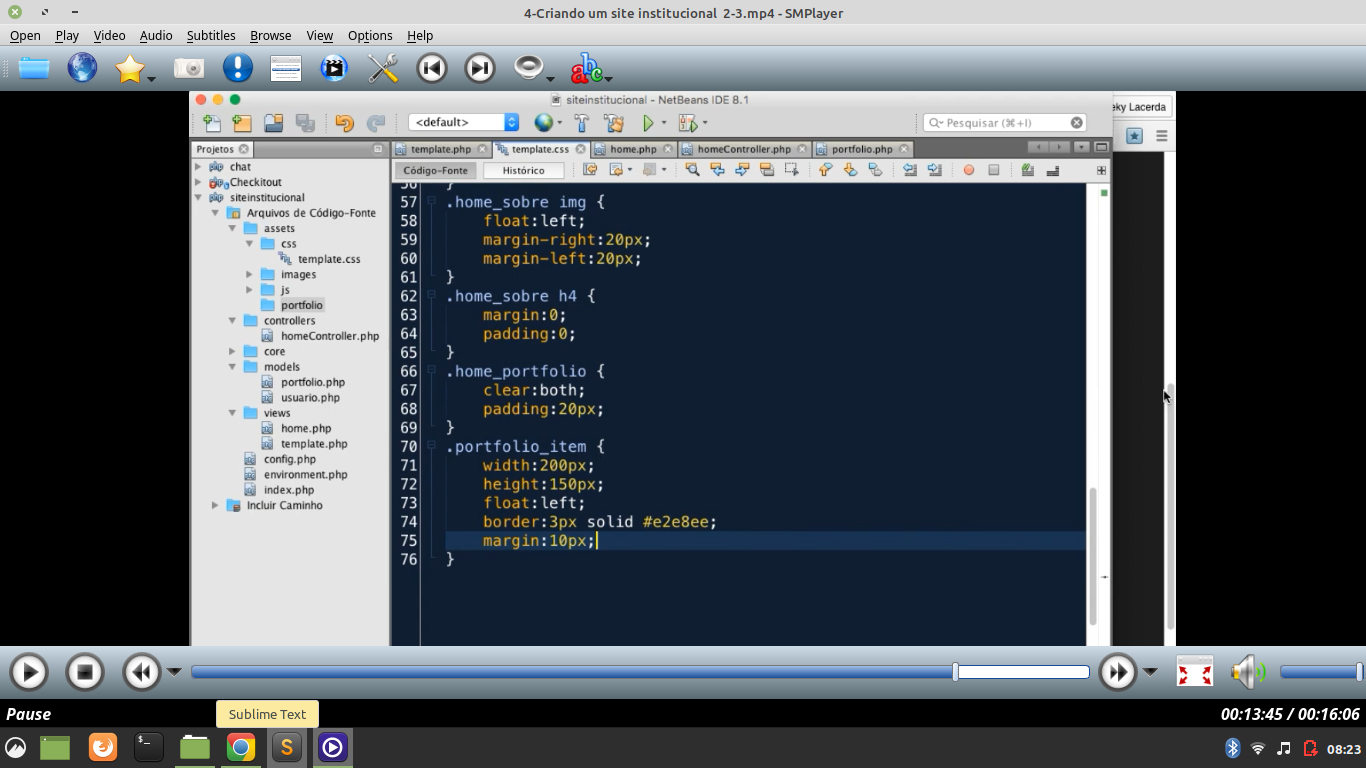 4-Criando um site institucional 2-3.mp4 - SMPlayer
Open Play Video Audio Subtitles Browse View Options Help
abc
siteinstitucional - NetBeans IDE 8.1
eky Lacerda
<default>
Pesquisar (⌘+I)
Projetos
template.php template.css home.php homeController.php portfolio.php
Código-Fonte Histórico
chat
Checkitout
siteinstitucional
Arquivos de Código-Fonte
assets
css
template.css
images
js
portfolio
controllers
homeController.php
core
models
portfolio.php
usuario.php
views
home.php
template.php
config.php
environment.php
index.php
Incluir Caminho
56 }
57 .home_sobre img {
58 float:left;
59 margin-right:20px;
60 margin-left:20px;
61 }
62 .home_sobre h4 {
63 margin:0;
64 padding:0;
65 }
66 .home_portfolio {
67 clear:both;
68 padding:20px;
69 }
70 .portfolio_item {
71 width:200px;
72 height:150px;
73 float:left;
74 border:3px solid #e2e8ee;
75 margin:10px;
76 }
Pause
Sublime Text
00:13:45 / 00:16:06
$_
S
08:23